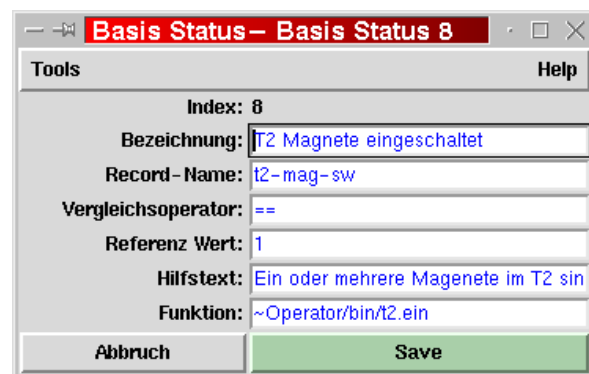 Basis Status– Basis Status 8
Tools Help
Index: 8
Bezeichnung: T2 Magnete eingeschaltet
Record-Name: t2-mag-sw
Vergleichsoperator: ==
Referenz Wert: 1
Hilfstext: Ein oder mehrere Magenete im T2 sin
Funktion: ~Operator/bin/t2.ein
Abbruch Save